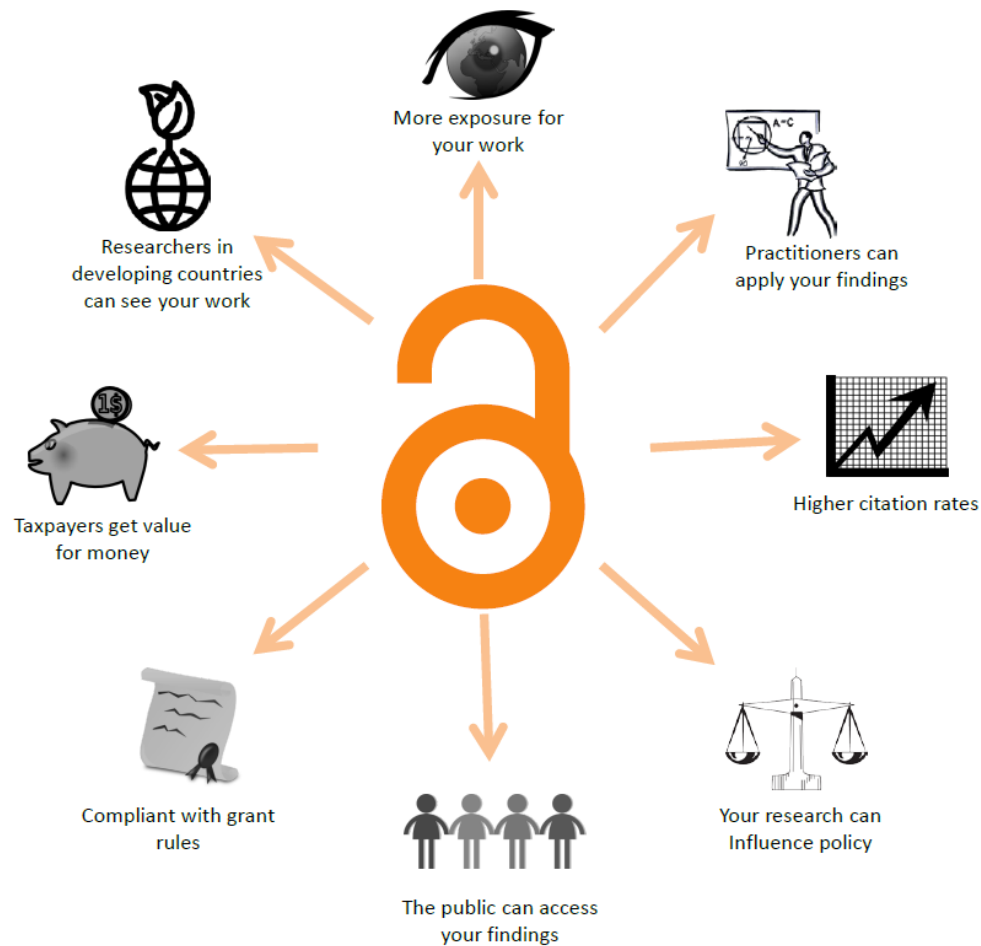 More exposure for
your work
Practitioners can
apply your findings
Higher citation rates
Your research can
Influence policy
The public can access
your findings
Compliant with grant
rules
Taxpayers get value
for money
Researchers in
developing countries
can see your work
1$
A=C